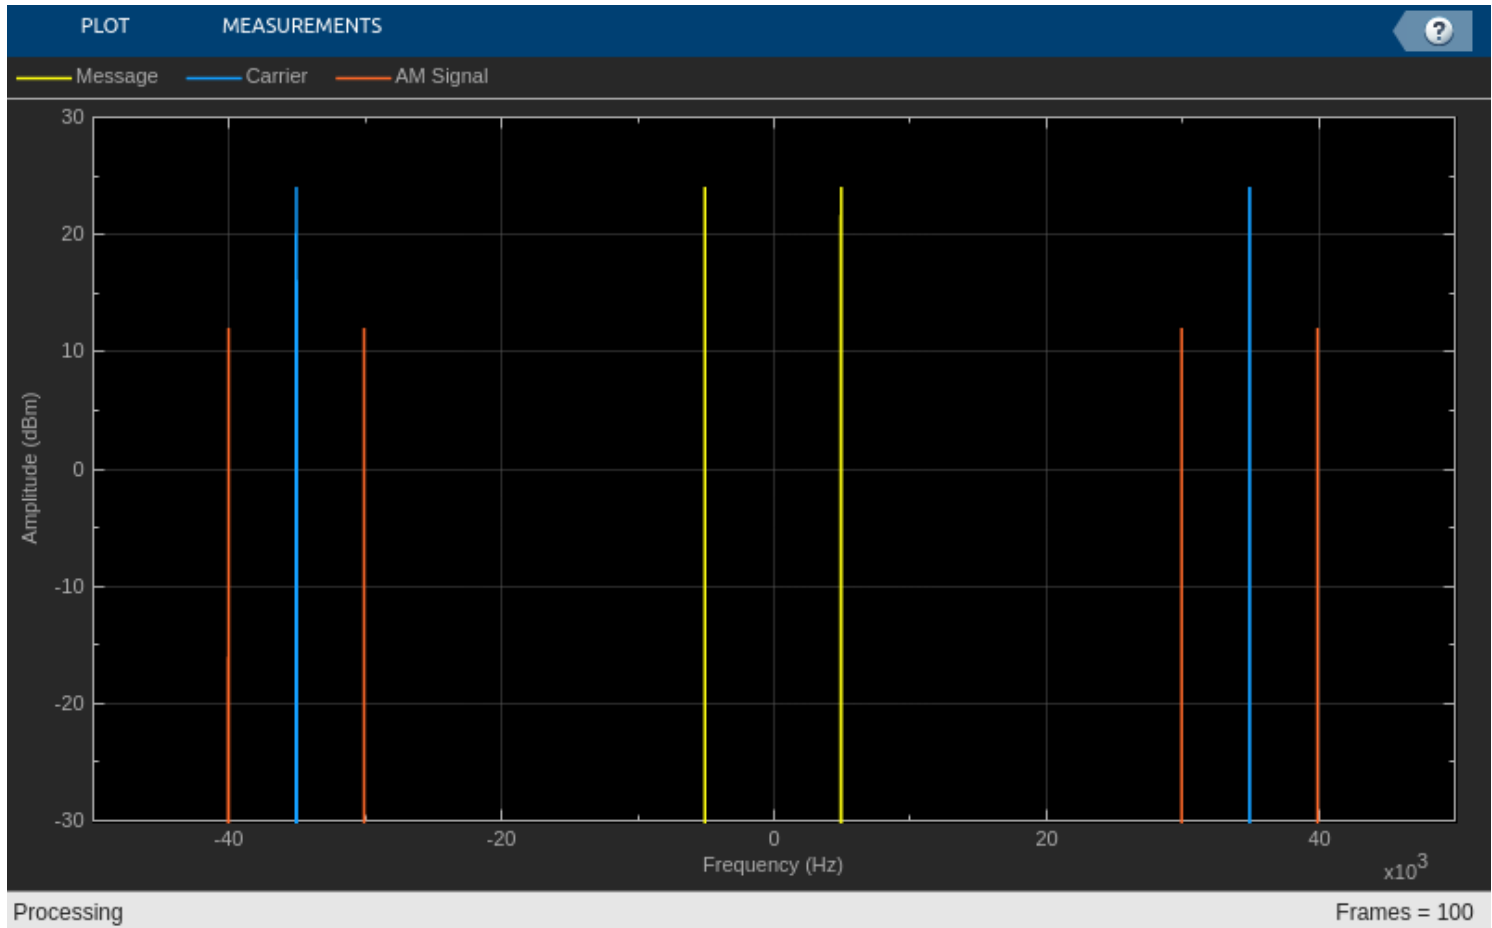 PLOT MEASUREMENTS ?
Message Carrier AM Signal
30
20
10
0
-10
-20
-30
Amplitude (dBm)
-40 -20 0 20 40
Frequency (Hz)
x10³
Processing Frames = 100